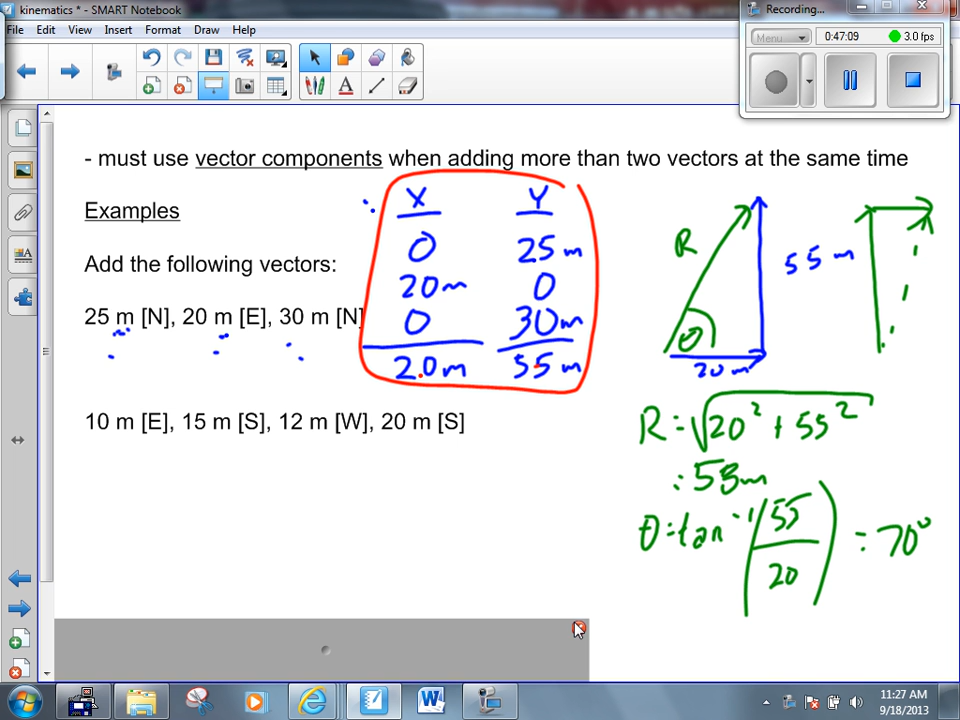 kinematics * - SMART Notebook
File Edit View Insert Format Draw Help
Recording...
Menu 0:47:09 3.0 fps
- must use vector components when adding more than two vectors at the same time
Examples
Add the following vectors:
25 m [N], 20 m [E], 30 m [N]
X Y
0 25 m
20 m 0
0 30 m
20 m 55 m
R
55 m
θ
20 m
10 m [E], 15 m [S], 12 m [W], 20 m [S]
R = √20² + 55²
: 58 m
θ = tan⁻¹ (55/20) = 70°
11:27 AM
9/18/2013